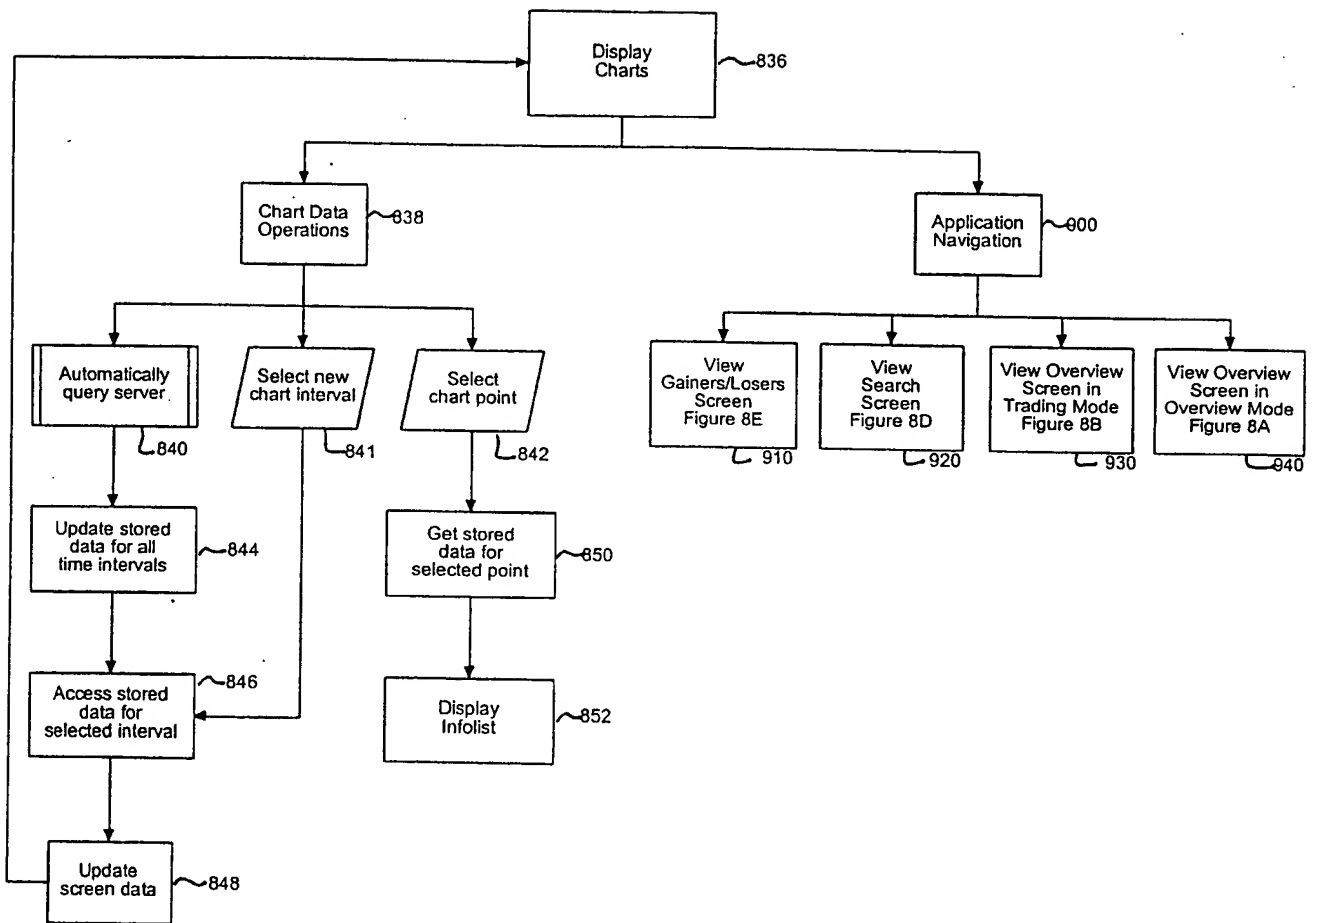 Display
Charts
836
Chart Data
Operations
838
Application
Navigation
900
Automatically
query server
840
Select new
chart interval
841
Select
chart point
842
View
Gainers/Losers
Screen
Figure 8E
910
View
Search
Screen
Figure 8D
920
View Overview
Screen in
Trading Mode
Figure 8B
930
View Overview
Screen in
Overview Mode
Figure 8A
940
Update stored
data for all
time intervals
844
Get stored
data for
selected point
850
Access stored
data for
selected interval
846
Display
Infolist
852
Update
screen data
848